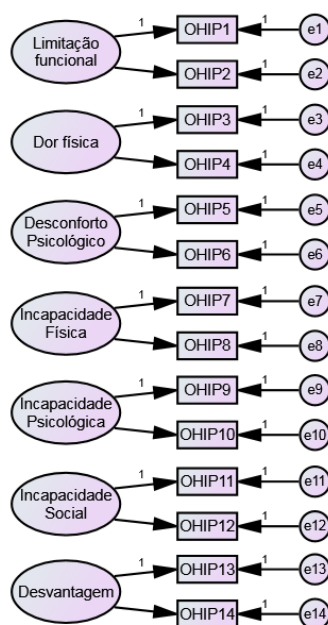 1 OHIP1 1 e1
Limitação
funcional
OHIP2 1 e2
1 OHIP3 1 e3
Dor física
OHIP4 1 e4
1 OHIP5 1 e5
Desconforto
Psicológico
OHIP6 1 e6
1 OHIP7 1 e7
Incapacidade
Física
OHIP8 1 e8
1 OHIP9 1 e9
Incapacidade
Psicológica
OHIP10 1 e10
1 OHIP11 1 e11
Incapacidade
Social
OHIP12 1 e12
1 OHIP13 1 e13
Desvantagem
OHIP14 1 e14